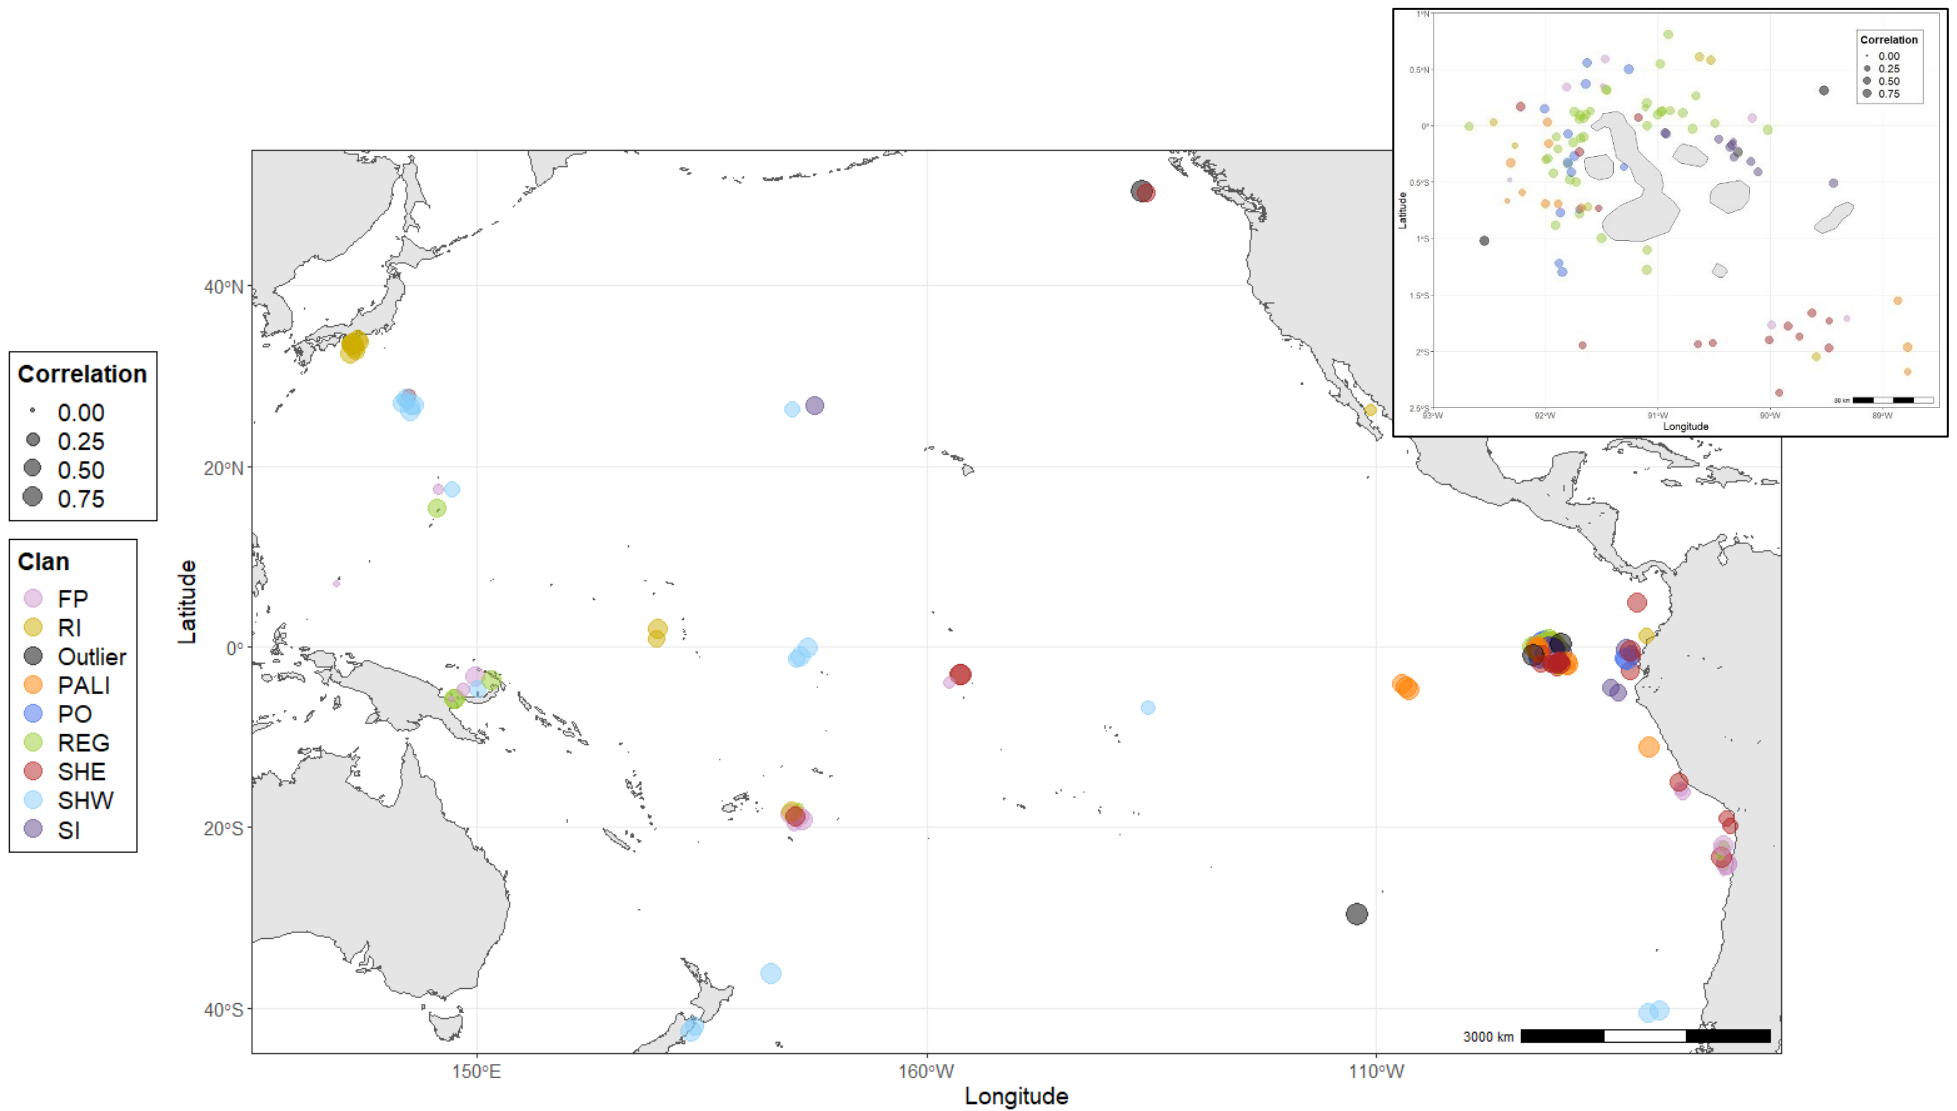 1°N
0.5°N
0°
0.5°S
1°S
1.5°S
2°S
2.5°S
93°W 92°W 91°W 90°W 89°W
Latitude
Longitude
Correlation
0.00
0.25
0.50
0.75
80 km
Correlation
0.00
0.25
0.50
0.75
Clan
FP
RI
Outlier
PALI
PO
REG
SHE
SHW
SI
Latitude
40°N
20°N
0°
20°S
40°S
3000 km
150°E 160°W 110°W
Longitude